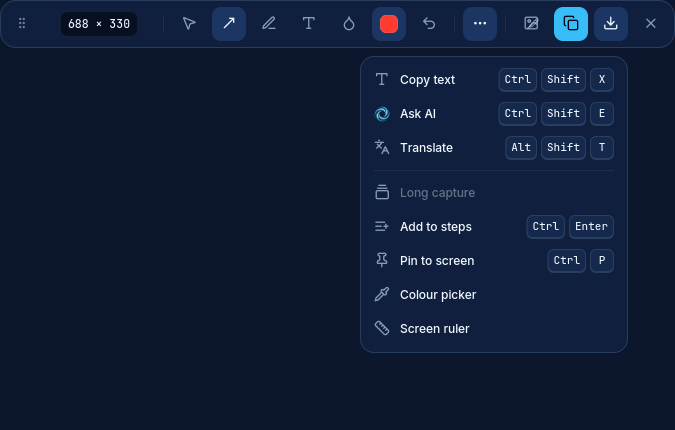 688 × 330
Copy text Ctrl Shift X
Ask AI Ctrl Shift E
Translate Alt Shift T
Long capture
Add to steps Ctrl Enter
Pin to screen Ctrl P
Colour picker
Screen ruler